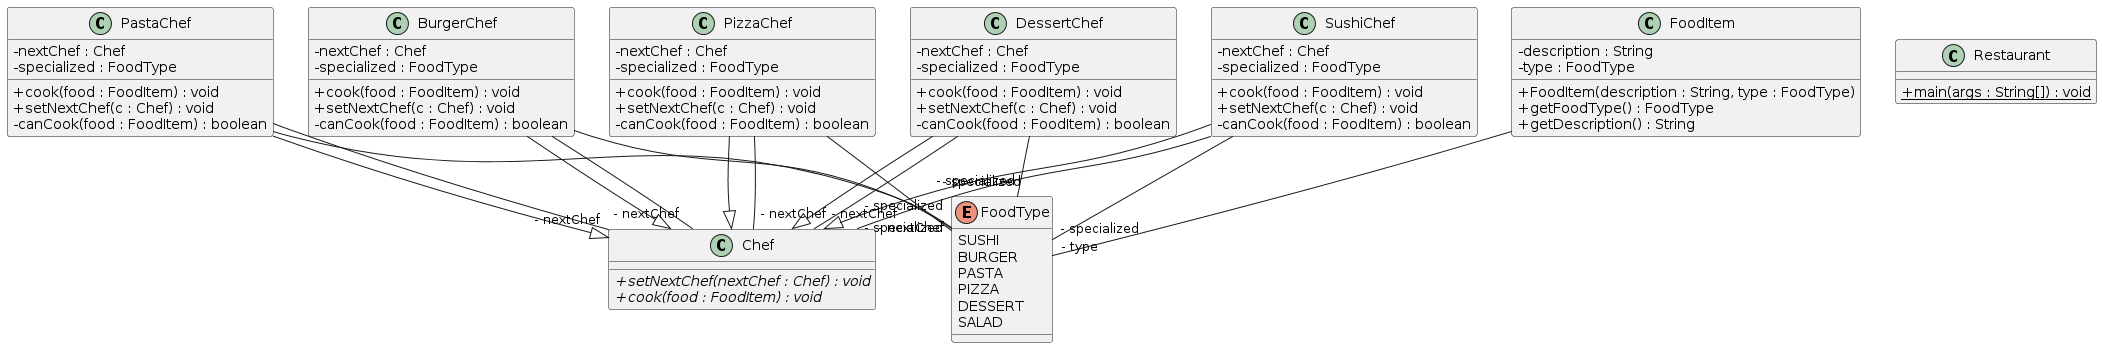 C PastaChef
-nextChef : Chef
-specialized : FoodType
+cook(food : FoodItem) : void
+setNextChef(c : Chef) : void
-canCook(food : FoodItem) : boolean
C BurgerChef
-nextChef : Chef
-specialized : FoodType
+cook(food : FoodItem) : void
+setNextChef(c : Chef) : void
-canCook(food : FoodItem) : boolean
C PizzaChef
-nextChef : Chef
-specialized : FoodType
+cook(food : FoodItem) : void
+setNextChef(c : Chef) : void
-canCook(food : FoodItem) : boolean
C DessertChef
-nextChef : Chef
-specialized : FoodType
+cook(food : FoodItem) : void
+setNextChef(c : Chef) : void
-canCook(food : FoodItem) : boolean
C SushiChef
-nextChef : Chef
-specialized : FoodType
+cook(food : FoodItem) : void
+setNextChef(c : Chef) : void
-canCook(food : FoodItem) : boolean
C FoodItem
-description : String
-type : FoodType
+FoodItem(description : String, type : FoodType)
+getFoodType() : FoodType
+getDescription() : String
C Restaurant
+main(args : String[]) : void
- specialized
- specialized
- nextChef
- nextChef
- nextChef
- nextChef
- specialized
- specialized
- nextChef
- specialized
- type
C Chef
+setNextChef(nextChef : Chef) : void
+cook(food : FoodItem) : void
E FoodType
SUSHI
BURGER
PASTA
PIZZA
DESSERT
SALAD